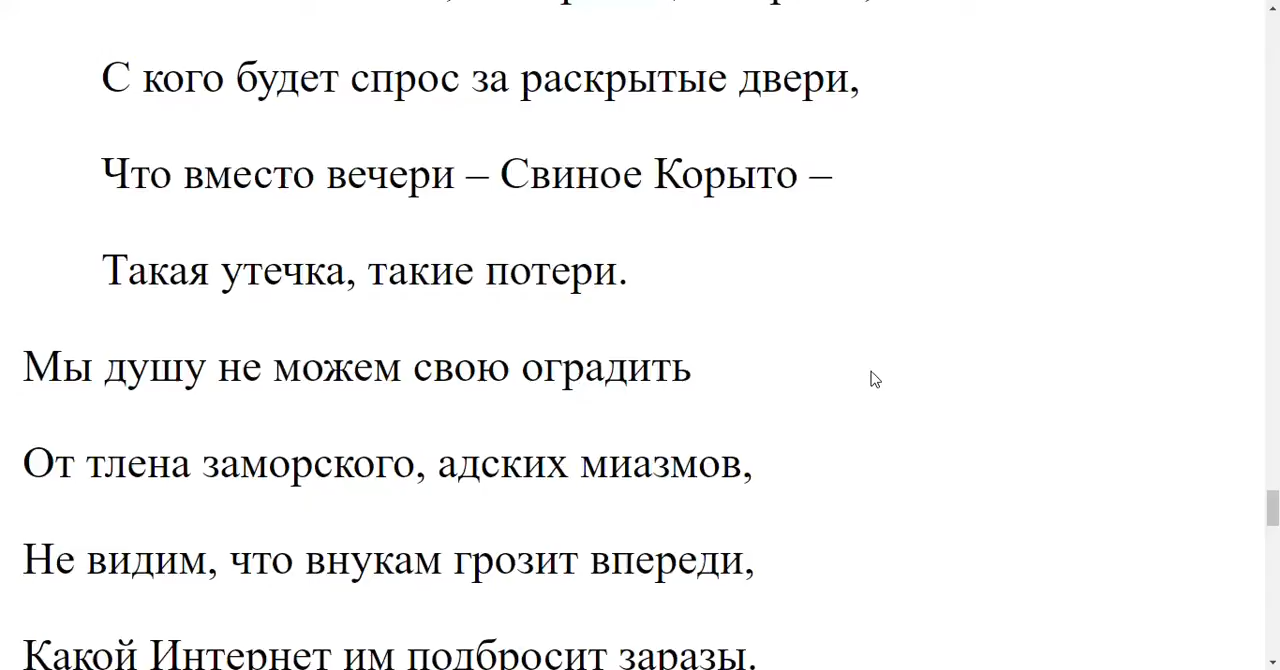 С кого будет спрос за раскрытые двери,
Что вместо вечери – Свиное Корыто –
Такая утечка, такие потери.
Мы душу не можем свою оградить
От тлена заморского, адских миазмов,
Не видим, что внукам грозит впереди,
Какой Интернет им подбросит заразы.